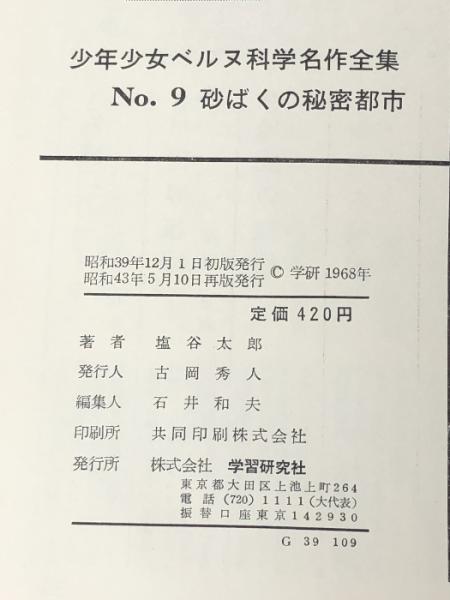 少年少女ベルヌ科学名作全集
No. 9 砂ばくの秘密都市
昭和39年12月1日初版発行
昭和43年5月10日再版発行
© 学研 1968年
定価 420円
著者 塩谷太郎
発行人 古岡秀人
編集人 石井和夫
印刷所 共同印刷株式会社
発行所 株式会社 学習研究社
東京都大田区上池上町264
電話(720)1111(大代表)
振替口座東京142930
G 39 109